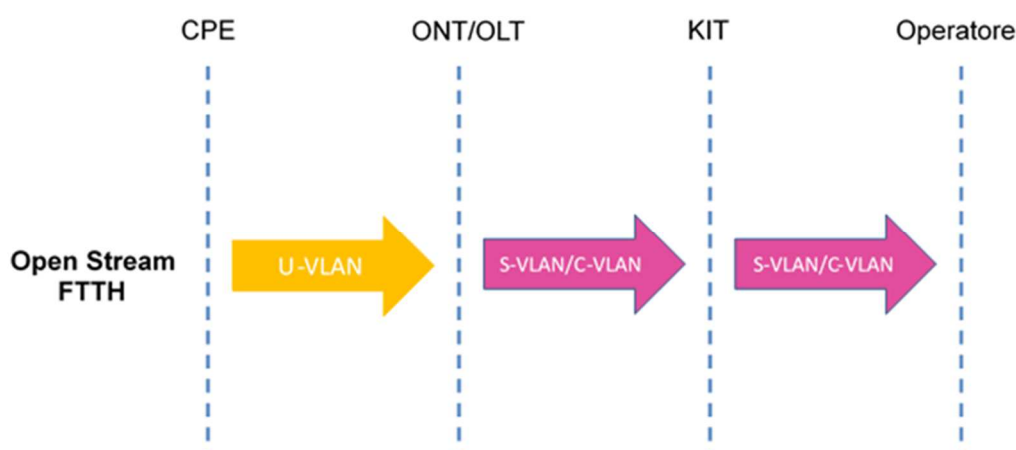 CPE
ONT/OLT
KIT
Operatore
Open Stream
FTTH
U-VLAN
S-VLAN/C-VLAN
S-VLAN/C-VLAN